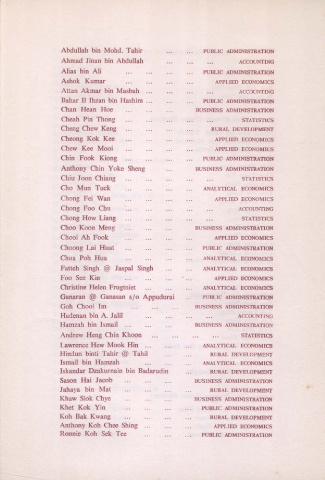 Abdullah bin Mohd. Tahir ... ... PUBLIC ADMINISTRATION
Ahmad Jinan bin Abdullah ... ... ACCOUNTING
Alias bin Ali ... ... ... ... PUBLIC ADMINISTRATION
Ashok Kumar ... ... ... ... APPLIED ECONOMICS
Attan Akmar bin Masbah ... ... ... ACCOUNTING
Bahar Il Ihran bin Hashim ... ... PUBLIC ADMINISTRATION
Chan Hean Hoe ... ... ... BUSINESS ADMINISTRATION
Cheah Pin Thong ... ... ... ... STATISTICS
Cheng Chew Keng ... ... ... RURAL DEVELOPMENT
Cheong Kok Kee ... ... ... APPLIED ECONOMICS
Chew Kee Mooi ... ... ... APPLIED ECONOMICS
Chin Fook Kiong ... ... ... PUBLIC ADMINISTRATION
Anthony Chin Yoke Sheng ... BUSINESS ADMINISTRATION
Chiu Joon Chiang ... ... ... ... STATISTICS
Cho Mun Tuck ... ... ... ANALYTICAL ECONOMICS
Chong Fei Wan ... ... ... APPLIED ECONOMICS
Chong Foo Chu ... ... ... ... ACCOUNTING
Chong How Liang ... ... ... ... STATISTICS
Choo Koon Meng ... ... BUSINESS ADMINISTRATION
Chooi Ah Fook ... ... ... APPLIED ECONOMICS
Choong Lai Huat ... ... ... PUBLIC ADMINISTRATION
Chua Poh Hua ... ... ... ANALYTICAL ECONOMICS
Fatteh Singh @ Jaspal Singh ... ANALYTICAL ECONOMICS
Foo See Kin ... ... ... ... APPLIED ECONOMICS
Christine Helen Frugtniet ... ... ANALYTICAL ECONOMICS
Ganaran @ Ganasan s/o Appudurai PUBLIC ADMINISTRATION
Goh Chooi Im ... ... ... BUSINESS ADMINISTRATION
bin A. Jalil ... ... ... ACCOUNTING
Hamzah bin Ismail ... ... ... BUSINESS ADMINISTRATION
Andrew Heng Chin Khoon ... ... ... STATISTICS
Lawrence Hew Mook Hin ... ANALYTICAL ECONOMICS
Hindun binti Tahir @ Tahil ... RURAL DEVELOPMENT
Ismail bin Hamzah ... ... ANALYTICAL ECONOMICS
Iskandar Dzakurnain bin Badarudin ... RURAL DEVELOPMENT
Sason Hai Jacob ... ... BUSINESS ADMINISTRATION
Jahaya bin Mat ... ... ... RURAL DEVELOPMENT
Khaw Siok Chye ... ... BUSINESS ADMINISTRATION
Khet Kok Yin ... ... ... PUBLIC ADMINISTRATION
Koh Bak Kwang ... ... ... RURAL DEVELOPMENT
Anthony Koh Chee Shing ... ... APPLIED ECONOMICS
Ronnie Koh Sek Tee ... ... PUBLIC ADMINISTRATION